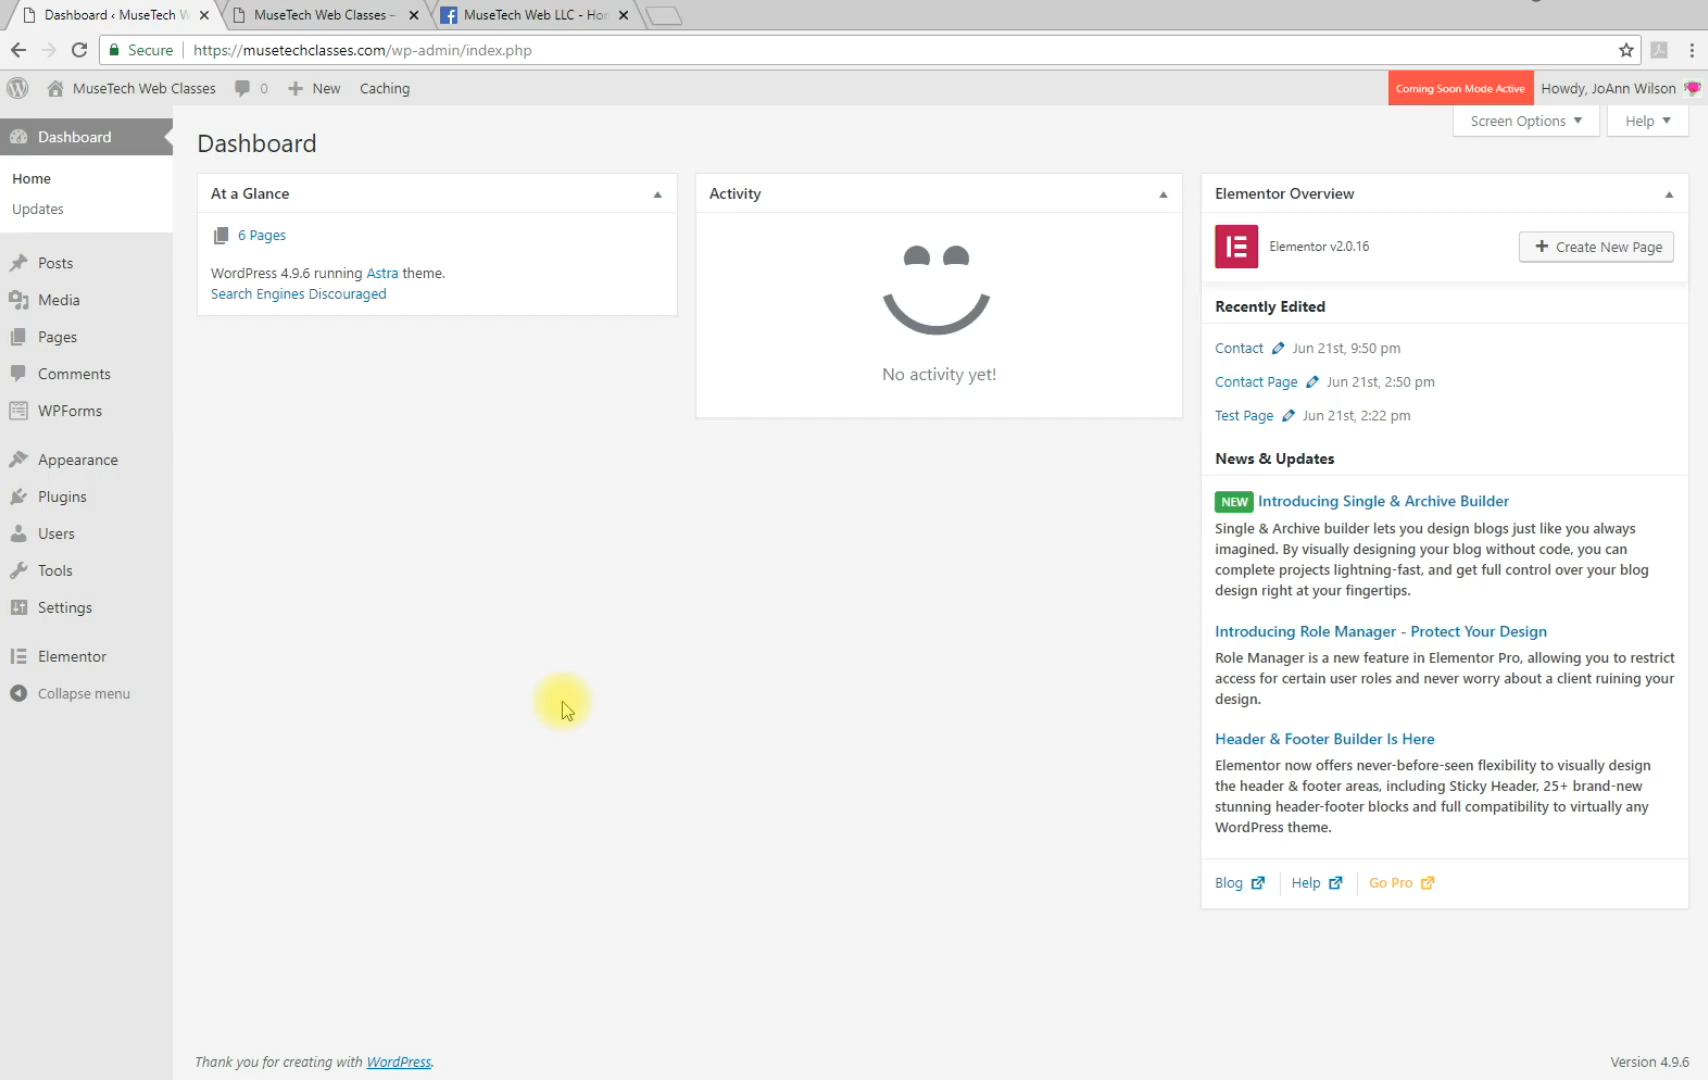 Dashboard ‹ MuseTech W
MuseTech Web Classes –
MuseTech Web LLC - Hor
Secure
https://musetechclasses.com/wp-admin/index.php
MuseTech Web Classes
0
New
Caching
Coming Soon Mode Active
Howdy, JoAnn Wilson
Screen Options
Help
Dashboard
Home
Updates
Posts
Media
Pages
Comments
WPForms
Appearance
Plugins
Users
Tools
Settings
Elementor
Collapse menu
Dashboard
At a Glance
6 Pages
WordPress 4.9.6 running Astra theme.
Search Engines Discouraged
Activity
No activity yet!
Elementor Overview
Elementor v2.0.16
Create New Page
Recently Edited
Contact Jun 21st, 9:50 pm
Contact Page Jun 21st, 2:50 pm
Test Page Jun 21st, 2:22 pm
News & Updates
NEW Introducing Single & Archive Builder
Single & Archive builder lets you design blogs just like you always
imagined. By visually designing your blog without code, you can
complete projects lightning-fast, and get full control over your blog
design right at your fingertips.
Introducing Role Manager - Protect Your Design
Role Manager is a new feature in Elementor Pro, allowing you to restrict
access for certain user roles and never worry about a client ruining your
design.
Header & Footer Builder Is Here
Elementor now offers never-before-seen flexibility to visually design
the header & footer areas, including Sticky Header, 25+ brand-new
stunning header-footer blocks and full compatibility to virtually any
WordPress theme.
Blog
Help
Go Pro
Thank you for creating with WordPress.
Version 4.9.6